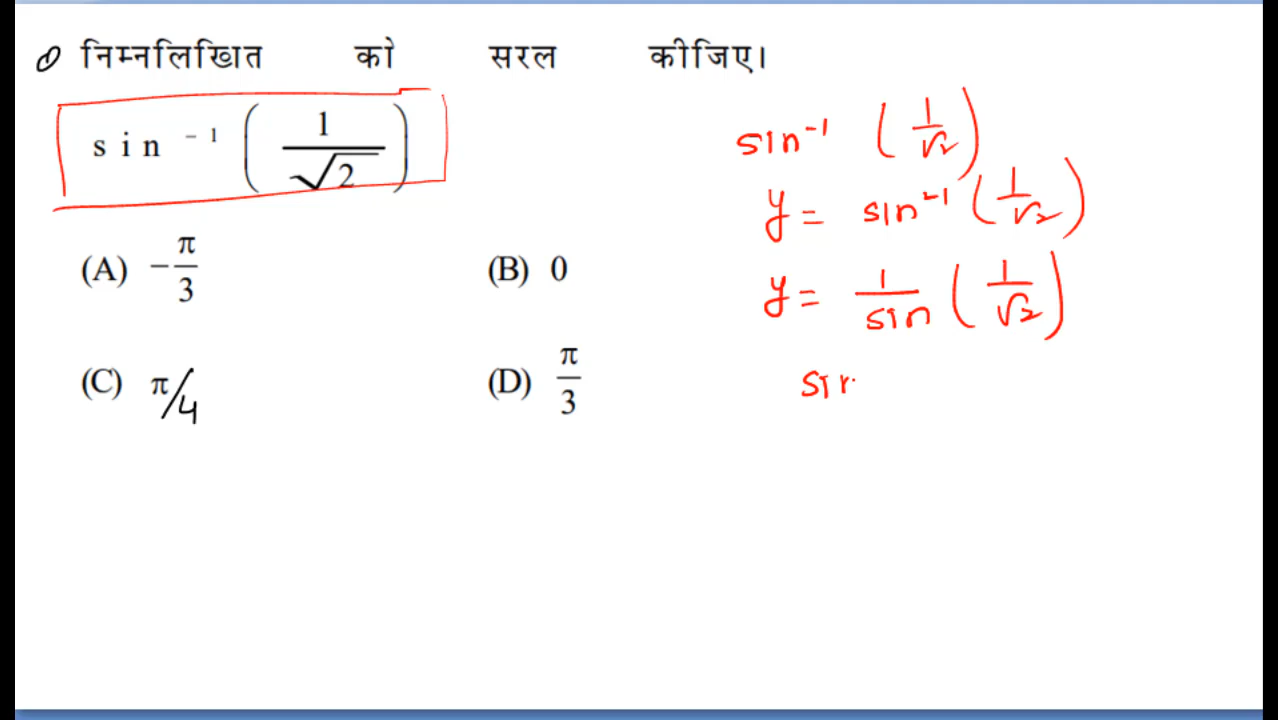 निम्नलिखित को सरल कीजिए।
sin⁻¹ (1/√2)
(A) -π/3 (B) 0
(C) π/4 (D) π/3
sin⁻¹ (1/√2)
y = sin⁻¹ (1/√2)
y = 1/sin (1/√2)